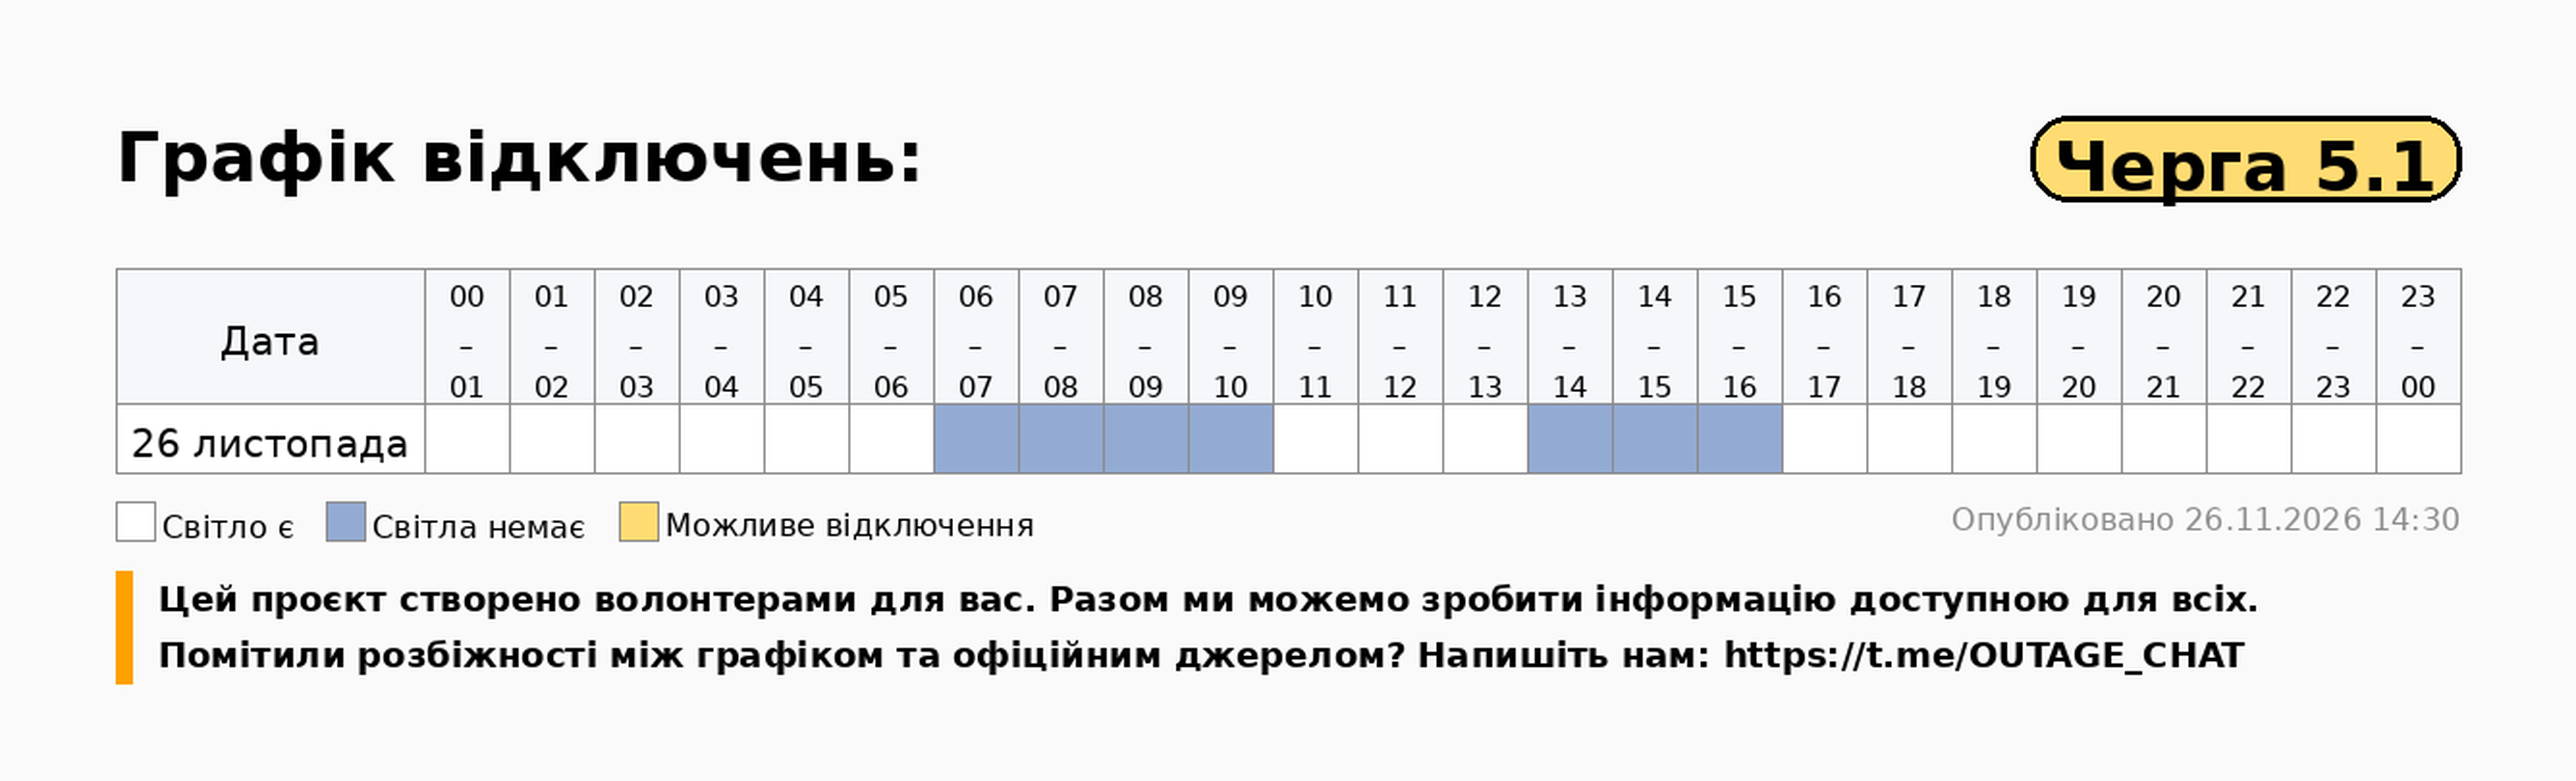 Графік відключень:
Черга 5.1
Дата 00–01 01–02 02–03 03–04 04–05 05–06 06–07 07–08 08–09 09–10 10–11 11–12 12–13 13–14 14–15 15–16 16–17 17–18 18–19 19–20 20–21 21–22 22–23 23–00
26 листопада
Світло є Світла немає Можливе відключення
Опубліковано 26.11.2026 14:30
Цей проєкт створено волонтерами для вас. Разом ми можемо зробити інформацію доступною для всіх.
Помітили розбіжності між графіком та офіційним джерелом? Напишіть нам: https://t.me/OUTAGE_CHAT